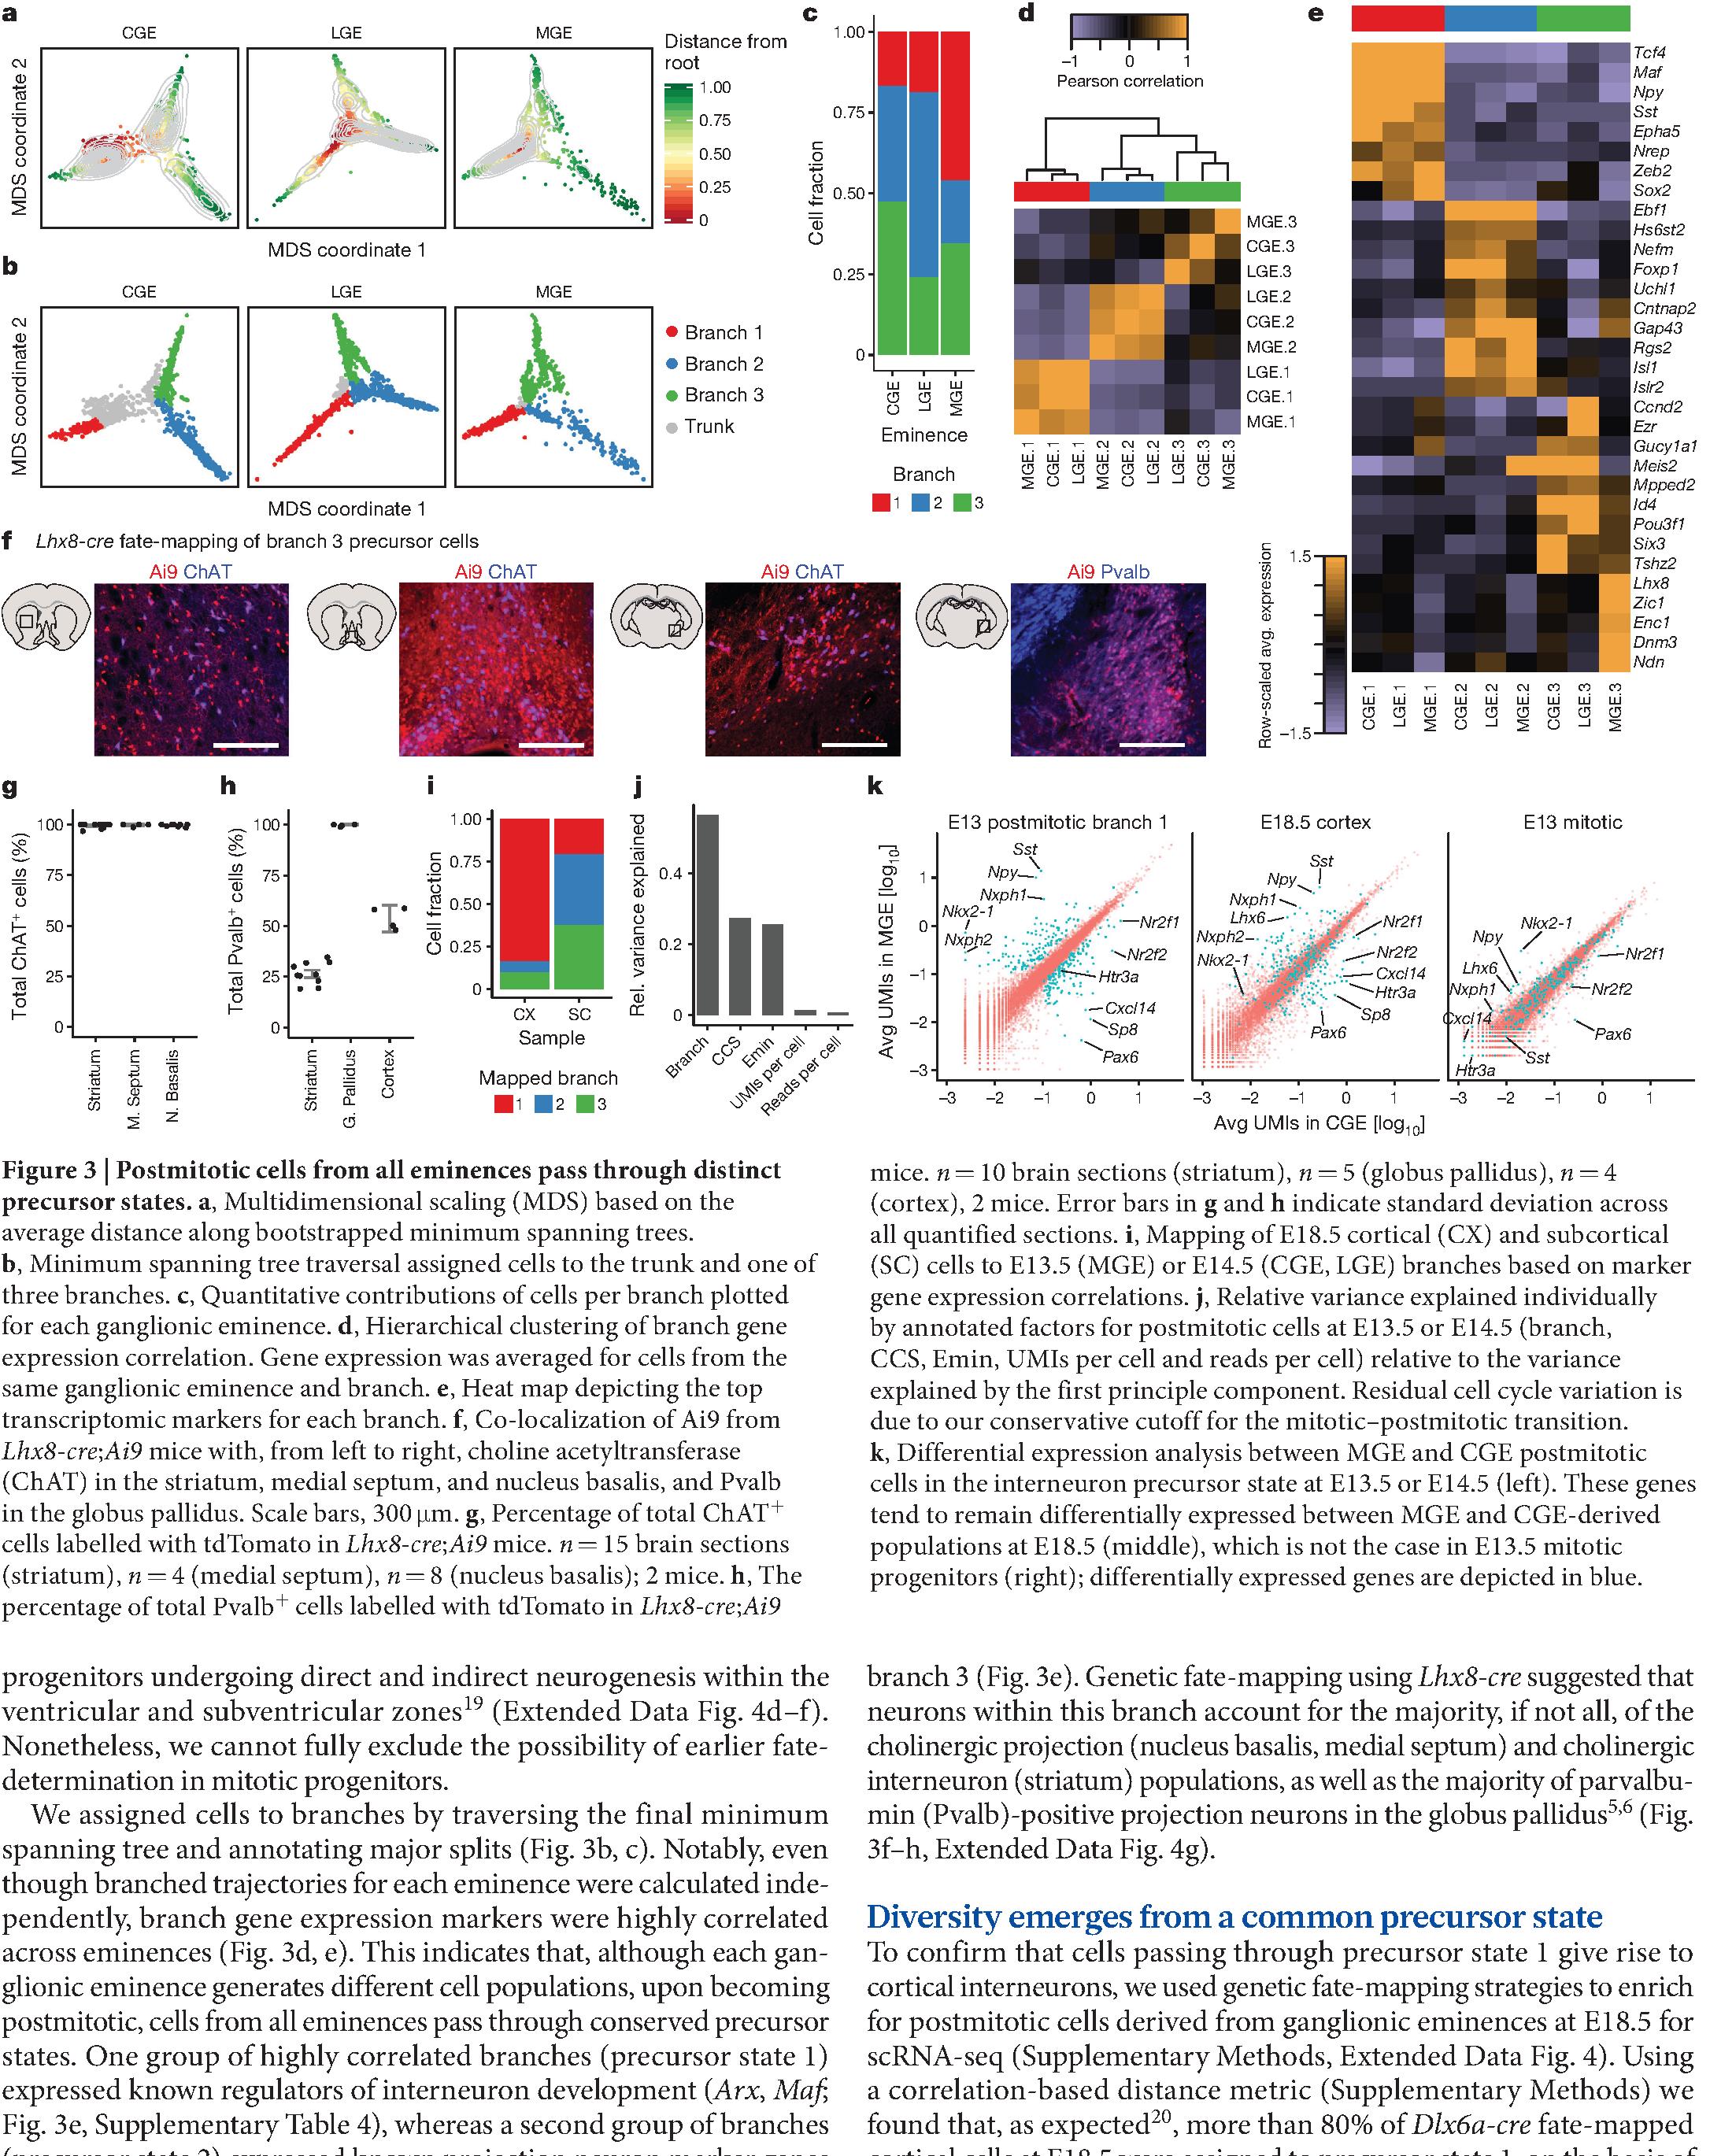 a
CGE
LGE
MGE
MDS coordinate 2
MDS coordinate 1
Distance from
root
1.00
0.75
0.50
0.25
0
b
CGE
LGE
MGE
MDS coordinate 2
MDS coordinate 1
Branch 1
Branch 2
Branch 3
Trunk
c
Cell fraction
1.00
0.75
0.50
0.25
0
CGE
LGE
MGE
Eminence
Branch
1 2 3
d
−1 0 1
Pearson correlation
MGE.3
CGE.3
LGE.3
LGE.2
CGE.2
MGE.2
LGE.1
CGE.1
MGE.1
MGE.1
CGE.1
LGE.1
MGE.2
CGE.2
LGE.2
LGE.3
CGE.3
MGE.3
e
Tcf4
Maf
Npy
Sst
Epha5
Nrep
Zeb2
Sox2
Ebf1
Hs6st2
Nefm
Foxp1
Uchl1
Cntnap2
Gap43
Rgs2
Isl1
Islr2
Ccnd2
Ezr
Gucy1a1
Meis2
Mpped2
Id4
Pou3f1
Six3
Tshz2
Lhx8
Zic1
Enc1
Dnm3
Ndn
CGE.1
LGE.1
MGE.1
CGE.2
LGE.2
MGE.2
CGE.3
LGE.3
MGE.3
Row-scaled avg. expression
1.5
−1.5
f Lhx8-cre fate-mapping of branch 3 precursor cells
Ai9 ChAT
Ai9 ChAT
Ai9 ChAT
Ai9 Pvalb
g
Total ChAT+ cells (%)
100
75
50
25
0
Striatum
M. Septum
N. Basalis
h
Total Pvalb+ cells (%)
100
75
50
25
0
Striatum
G. Pallidus
Cortex
i
Cell fraction
1.00
0.75
0.50
0.25
0
CX SC
Sample
Mapped branch
1 2 3
j
Rel. variance explained
0.4
0.2
0
Branch
CCS
Emin
UMIs per cell
Reads per cell
k
E13 postmitotic branch 1
E18.5 cortex
E13 mitotic
Avg UMIs in MGE [log10]
1
0
−1
−2
−3
Sst
Npy
Nxph1
Nkx2-1
Nxph2
Nr2f1
Nr2f2
Htr3a
Cxcl14
Sp8
Pax6
Sst
Npy
Nxph1
Lhx6
Nxph2
Nkx2-1
Nr2f1
Nr2f2
Cxcl14
Htr3a
Sp8
Pax6
Nkx2-1
Npy
Lhx6
Nxph1
Cxcl14
Htr3a
Sst
Nr2f1
Nr2f2
Pax6
−3 −2 −1 0 1
−3 −2 −1 0 1
−3 −2 −1 0 1
Avg UMIs in CGE [log10]
Figure 3 | Postmitotic cells from all eminences pass through distinct
precursor states. a, Multidimensional scaling (MDS) based on the
average distance along bootstrapped minimum spanning trees.
b, Minimum spanning tree traversal assigned cells to the trunk and one of
three branches. c, Quantitative contributions of cells per branch plotted
for each ganglionic eminence. d, Hierarchical clustering of branch gene
expression correlation. Gene expression was averaged for cells from the
same ganglionic eminence and branch. e, Heat map depicting the top
transcriptomic markers for each branch. f, Co-localization of Ai9 from
Lhx8-cre;Ai9 mice with, from left to right, choline acetyltransferase
(ChAT) in the striatum, medial septum, and nucleus basalis, and Pvalb
in the globus pallidus. Scale bars, 300 μm. g, Percentage of total ChAT+
cells labelled with tdTomato in Lhx8-cre;Ai9 mice. n = 15 brain sections
(striatum), n = 4 (medial septum), n = 8 (nucleus basalis); 2 mice. h, The
percentage of total Pvalb+ cells labelled with tdTomato in Lhx8-cre;Ai9
mice. n = 10 brain sections (striatum), n = 5 (globus pallidus), n = 4
(cortex), 2 mice. Error bars in g and h indicate standard deviation across
all quantified sections. i, Mapping of E18.5 cortical (CX) and subcortical
(SC) cells to E13.5 (MGE) or E14.5 (CGE, LGE) branches based on marker
gene expression correlations. j, Relative variance explained individually
by annotated factors for postmitotic cells at E13.5 or E14.5 (branch,
CCS, Emin, UMIs per cell and reads per cell) relative to the variance
explained by the first principle component. Residual cell cycle variation is
due to our conservative cutoff for the mitotic–postmitotic transition.
k, Differential expression analysis between MGE and CGE postmitotic
cells in the interneuron precursor state at E13.5 or E14.5 (left). These genes
tend to remain differentially expressed between MGE and CGE-derived
populations at E18.5 (middle), which is not the case in E13.5 mitotic
progenitors (right); differentially expressed genes are depicted in blue.
progenitors undergoing direct and indirect neurogenesis within the
ventricular and subventricular zones19 (Extended Data Fig. 4d–f).
Nonetheless, we cannot fully exclude the possibility of earlier fate-
determination in mitotic progenitors.
We assigned cells to branches by traversing the final minimum
spanning tree and annotating major splits (Fig. 3b, c). Notably, even
though branched trajectories for each eminence were calculated inde-
pendently, branch gene expression markers were highly correlated
across eminences (Fig. 3d, e). This indicates that, although each gan-
glionic eminence generates different cell populations, upon becoming
postmitotic, cells from all eminences pass through conserved precursor
states. One group of highly correlated branches (precursor state 1)
expressed known regulators of interneuron development (Arx, Maf;
Fig. 3e, Supplementary Table 4), whereas a second group of branches
branch 3 (Fig. 3e). Genetic fate-mapping using Lhx8-cre suggested that
neurons within this branch account for the majority, if not all, of the
cholinergic projection (nucleus basalis, medial septum) and cholinergic
interneuron (striatum) populations, as well as the majority of parvalbu-
min (Pvalb)-positive projection neurons in the globus pallidus5,6 (Fig.
3f–h, Extended Data Fig. 4g).
Diversity emerges from a common precursor state
To confirm that cells passing through precursor state 1 give rise to
cortical interneurons, we used genetic fate-mapping strategies to enrich
for postmitotic cells derived from ganglionic eminences at E18.5 for
scRNA-seq (Supplementary Methods, Extended Data Fig. 4). Using
a correlation-based distance metric (Supplementary Methods) we
found that, as expected20, more than 80% of Dlx6a-cre fate-mapped